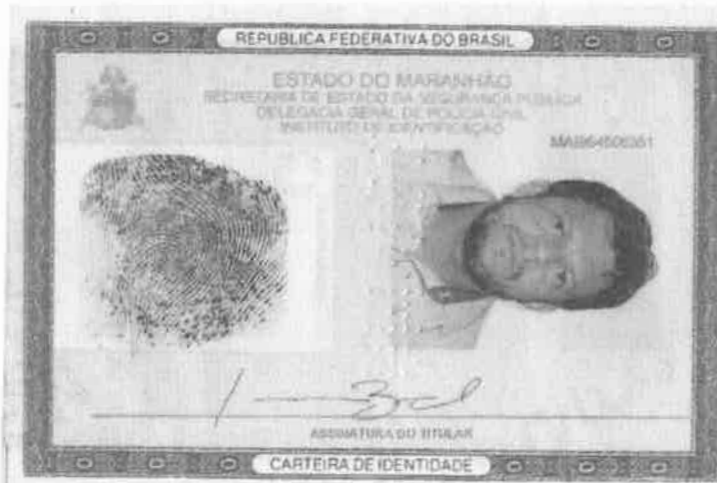 REPUBLICA FEDERATIVA DO BRASIL
ESTADO DO MARANHÃO
SECRETARIA DE ESTADO DA SEGURANÇA PÚBLICA
DELEGACIA GERAL DE POLICIA CIVIL
INSTITUTO DE IDENTIFICAÇÃO
ASSINATURA DO TITULAR
CARTEIRA DE IDENTIDADE